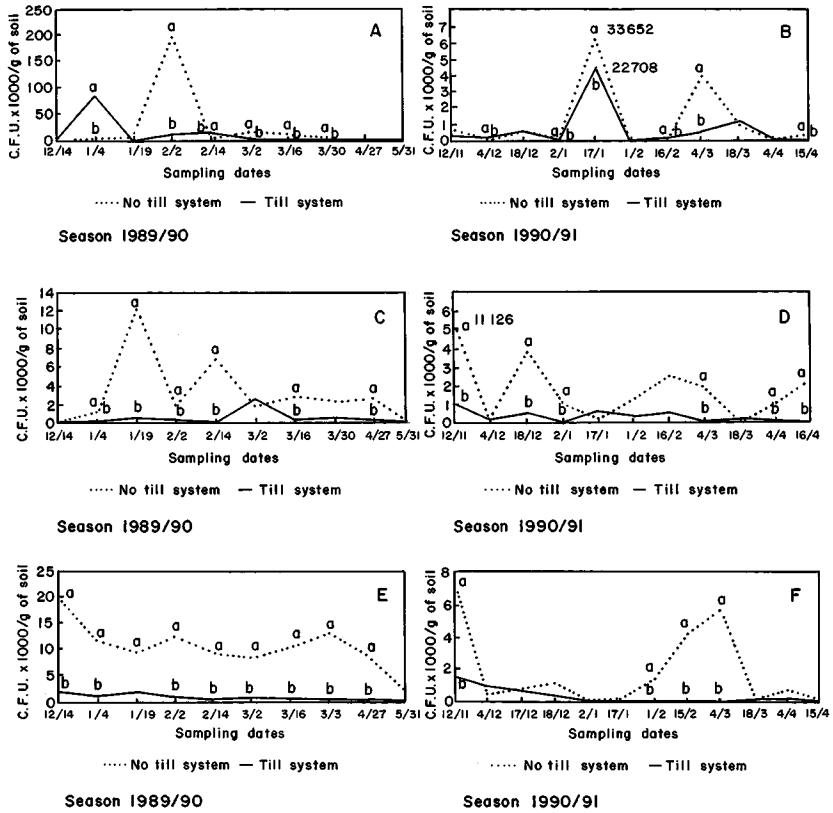 C.F.U. x 1000/g of soil
250
200
150
100
50
0
A
a
a
b
b
b a
a b
a b
a b
12/14 1/4 1/19 2/2 2/14 3/2 3/16 3/30 4/27 5/31
Sampling dates
No till system Till system
Season 1989/90
C.F.U. x 1000/g of soil
7
6
5
4
3
2
1
0
B
a 33652
22708
b
a
b
a b
a b
a b
a b
12/11 4/12 18/12 2/1 17/1 1/2 16/2 4/3 18/3 4/4 15/4
Sampling dates
No till system Till system
Season 1990/91
C.F.U. x 1000/g of soil
14
12
10
8
6
4
2
0
C
a
a
a a a a
b b b b b b
12/14 1/4 1/19 2/2 2/14 3/2 3/16 3/30 4/27 5/31
Sampling dates
No till system Till system
Season 1989/90
C.F.U. x 1000/g of soil
6
5
4
3
2
1
0
D
a 11126
a
a a a a
b b b b b b
12/11 4/12 18/12 2/1 17/1 1/2 16/2 4/3 18/3 4/4 16/4
Sampling dates
No till system Till system
Season 1990/91
C.F.U. x 1000/g of soil
25
20
15
10
5
0
E
a
a a a a a a a a
b b b b b b b b
12/14 1/4 1/19 2/2 2/14 3/2 3/16 3/3 4/27 5/31
Sampling dates
No till system Till system
Season 1989/90
C.F.U. x 1000/g of soil
8
6
4
2
0
F
a
a
a
a
b b b b
12/11 4/12 17/12 18/12 2/1 17/1 1/2 15/2 4/3 18/3 4/4 15/4
Sampling dates
No till system Till system
Season 1990/91